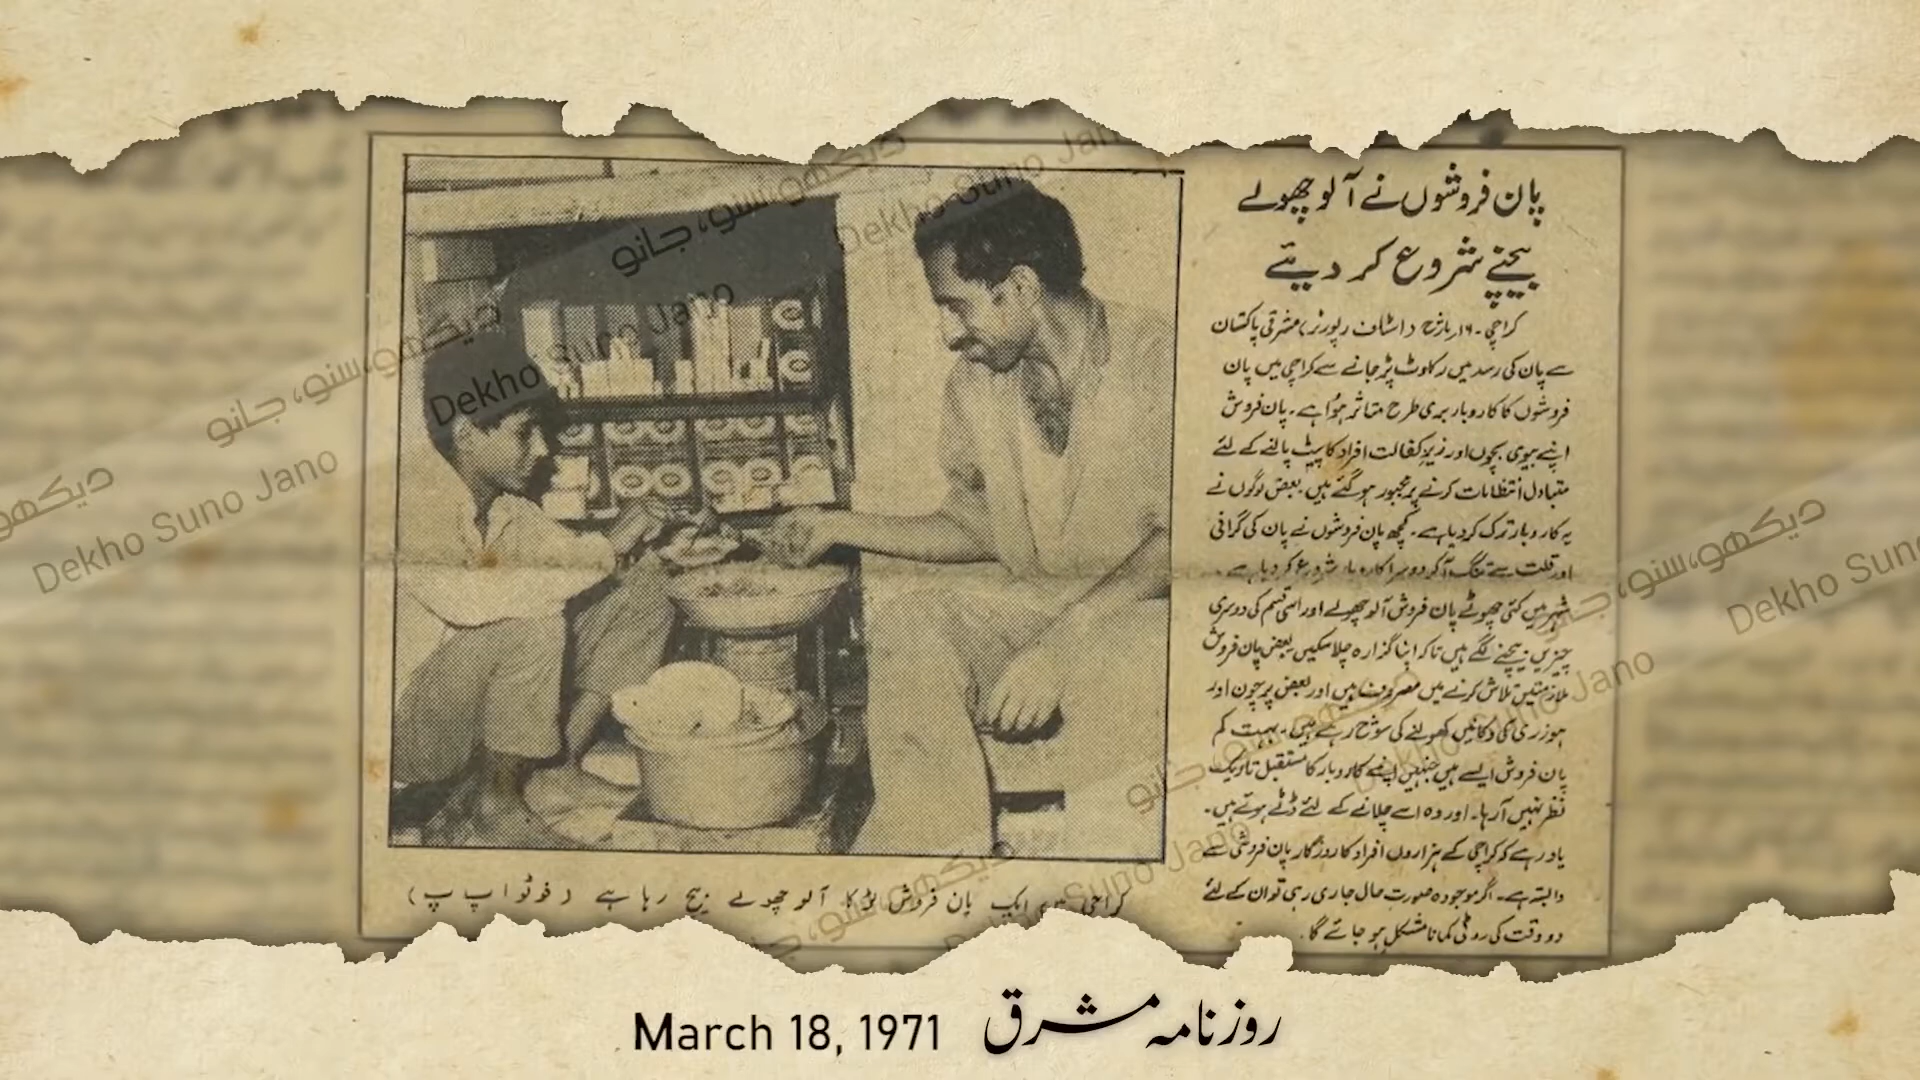 پان فروشوں نے آلو چھولے
بیچنے شروع کر دیئے
کراچی۔ ۱۶ مارچ (اسٹاف رپورٹر) مشرقی پاکستان
سے پان کی رسد میں رکاوٹ پڑ جانے سے کراچی میں پان
فروشوں کا کاروبار بری طرح متاثر ہوا ہے۔ پان فروش
اپنے بیوی بچوں اور زیر کفالت افراد کا پیٹ پالنے کے لئے
متبادل انتظامات کرنے پر مجبور ہو گئے ہیں۔ بعض لوگوں نے
یہ کاروبار ترک کر دیا ہے۔ کچھ پان فروشوں نے پان کی گرانی
اور قلت سے تنگ آ کر دوسرا کاروبار شروع کر دیا ہے۔
شہر میں کئی چھوٹے پان فروش آلو چھولے اور اسی قسم کی دوسری
چیزیں بیچنے لگے ہیں تاکہ اپنا گزارہ چلا سکیں بعض پان فروش
ملازمتیں تلاش کرنے میں مصروف ہیں اور بعض پرچون اور
ہوزری کی دکانیں کھولنے کی سوچ رہے ہیں۔ بہت کم
پان فروش ایسے ہیں جنہیں اپنے کاروبار کا مستقبل تاریک
نظر نہیں آ رہا۔ اور وہ اسے چلانے کے لئے ڈٹے ہوئے ہیں۔
یاد رہے کہ کراچی کے ہزاروں افراد کا روزگار پان فروشی سے
وابستہ ہے۔ اگر موجودہ صورت حال جاری رہی تو ان کے لئے
دو وقت کی روٹی کمانا مشکل ہو جائے گا۔
کراچی میں ایک پان فروش لڑکا آلو چھولے بیچ رہا ہے (فوٹو ا پ پ)
دیکھو، سنو، جانو
Dekho Suno Jano
March 18, 1971 روزنامہ مشرق